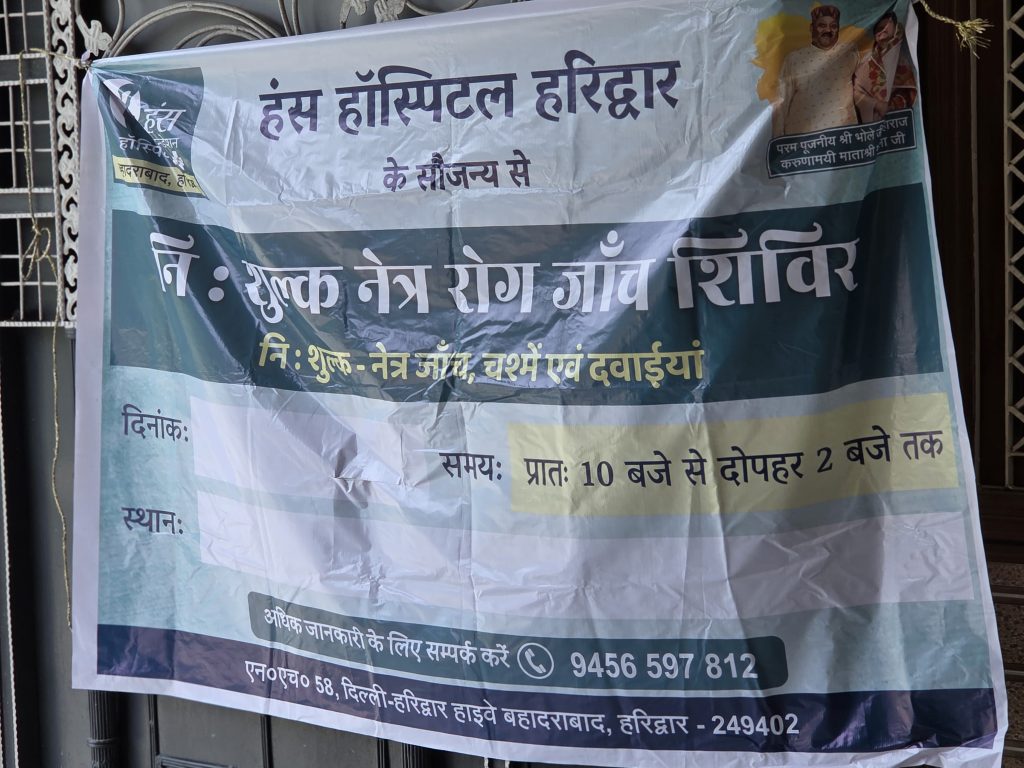 हंस
बहादराबाद,
हंस हॉस्पिटल हरिद्वार
के सौजन्य से
परम पूजनीय श्री भोले जी महाराज
करुणामयी माताश्री जी
नि : शुल्क नेत्र रोग जाँच शिविर
नि : शुल्क - नेत्र जाँच, चश्में एवं दवाईयां
दिनांक:
समय: प्रातः 10 बजे से दोपहर 2 बजे तक
स्थान:
अधिक जानकारी के लिए सम्पर्क करें 9456 597 812
एन०एच० 58, दिल्ली-हरिद्वार हाइवे बहादराबाद, हरिद्वार - 249402